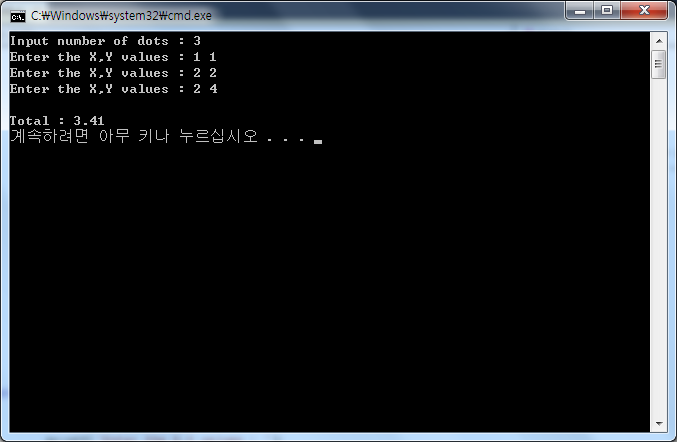 C:\Windows\system32\cmd.exe
Input number of dots : 3
Enter the X,Y values : 1 1
Enter the X,Y values : 2 2
Enter the X,Y values : 2 4
Total : 3.41
계속하려면 아무 키나 누르십시오 . . .